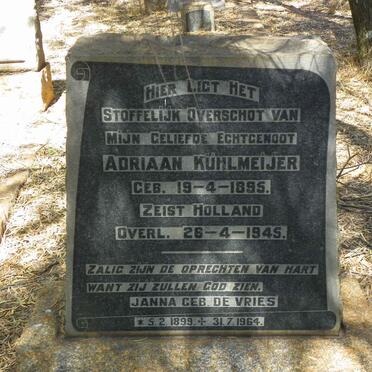 HIER LIGT HET
STOFFELIJK OVERSCHOT VAN
MIJN GELIEFDE ECHTGENOOT
ADRIAAN KÜHLMEIJER
GEB. 19-4-1895.
ZEIST HOLLAND
OVERL. 26-4-1945.
ZALIG ZIJN DE OPRECHTEN VAN HART
WANT ZIJ ZULLEN GOD ZIEN.
JANNA GEB. DE VRIES
* 5.2.1899 ✢ 31.7.1964.